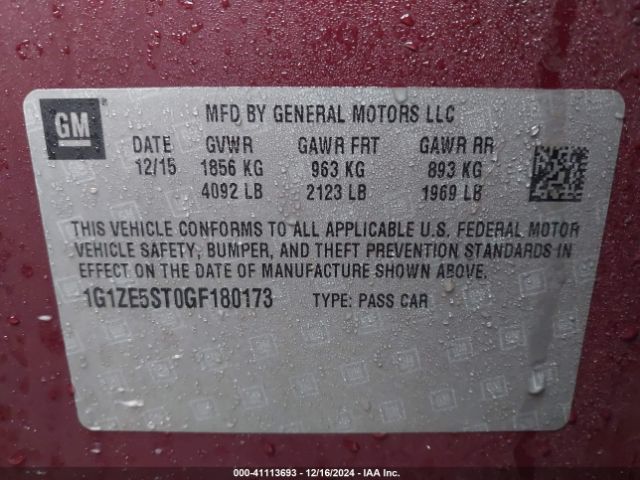 GM
MFD BY GENERAL MOTORS LLC
DATE GVWR GAWR FRT GAWR RR
12/15 1856 KG 963 KG 893 KG
4092 LB 2123 LB 1969 LB
THIS VEHICLE CONFORMS TO ALL APPLICABLE U.S. FEDERAL MOTOR
VEHICLE SAFETY, BUMPER, AND THEFT PREVENTION STANDARDS IN
EFFECT ON THE DATE OF MANUFACTURE SHOWN ABOVE.
1G1ZE5ST0GF180173 TYPE: PASS CAR
000-41113693 - 12/16/2024 - IAA Inc.